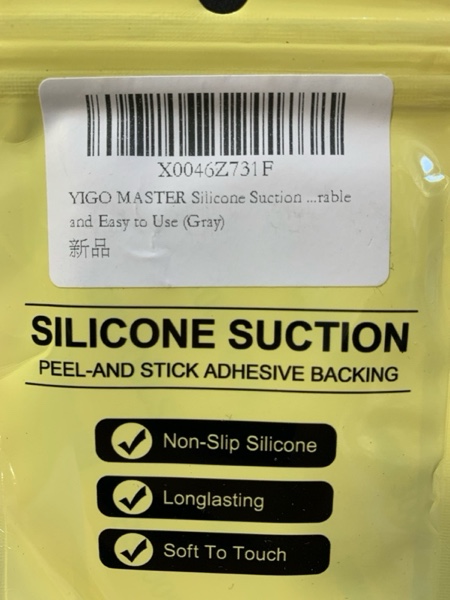 X0046Z731F
YIGO MASTER Silicone Suction ...rable
and Easy to Use (Gray)
新品
SILICONE SUCTION
PEEL-AND STICK ADHESIVE BACKING
Non-Slip Silicone
Longlasting
Soft To Touch